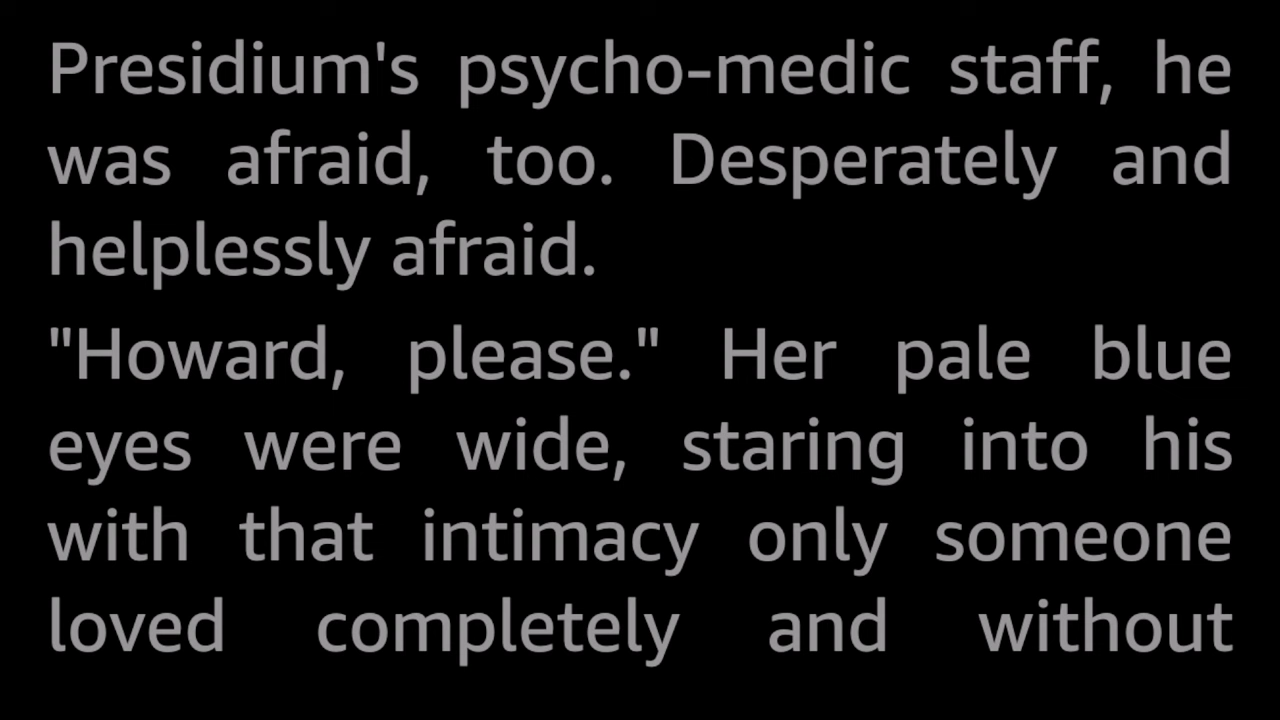 Presidium's psycho-medic staff, he
was afraid, too. Desperately and
helplessly afraid.
"Howard, please." Her pale blue
eyes were wide, staring into his
with that intimacy only someone
loved completely and without